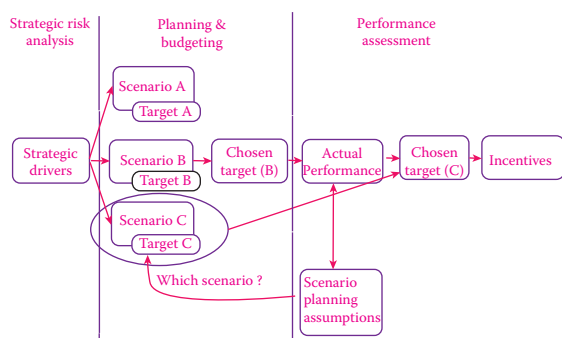 Strategic risk
analysis
Planning &
budgeting
Performance
assessment
Scenario A
Target A
Strategic
drivers
Scenario B
Target B
Chosen
target (B)
Actual
Performance
Chosen
target (C)
Incentives
Scenario C
Target C
Which scenario ?
Scenario
planning
assumptions